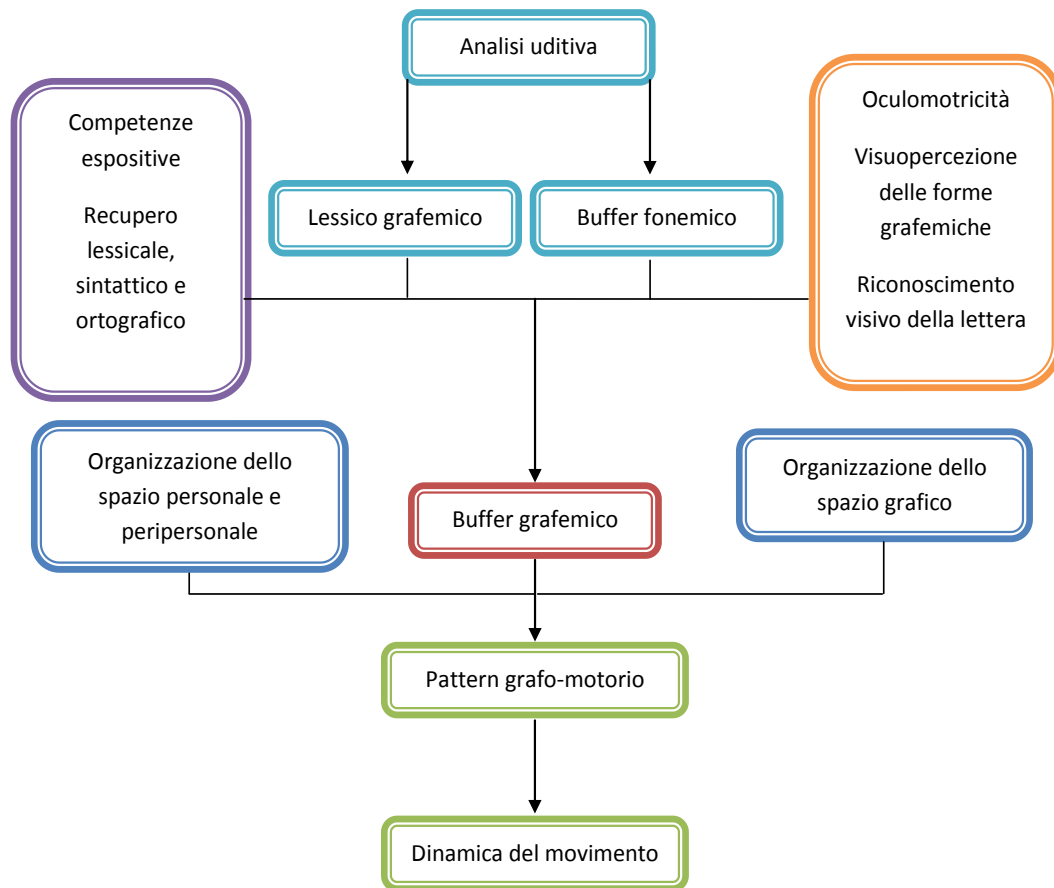 Analisi uditiva
Competenze
espositive
Recupero
lessicale,
sintattico e
ortografico
Lessico grafemico
Buffer fonemico
Oculomotricità
Visuopercezione
delle forme
grafemiche
Riconoscimento
visivo della lettera
Organizzazione dello
spazio personale e
peripersonale
Buffer grafemico
Organizzazione dello
spazio grafico
Pattern grafo-motorio
Dinamica del movimento